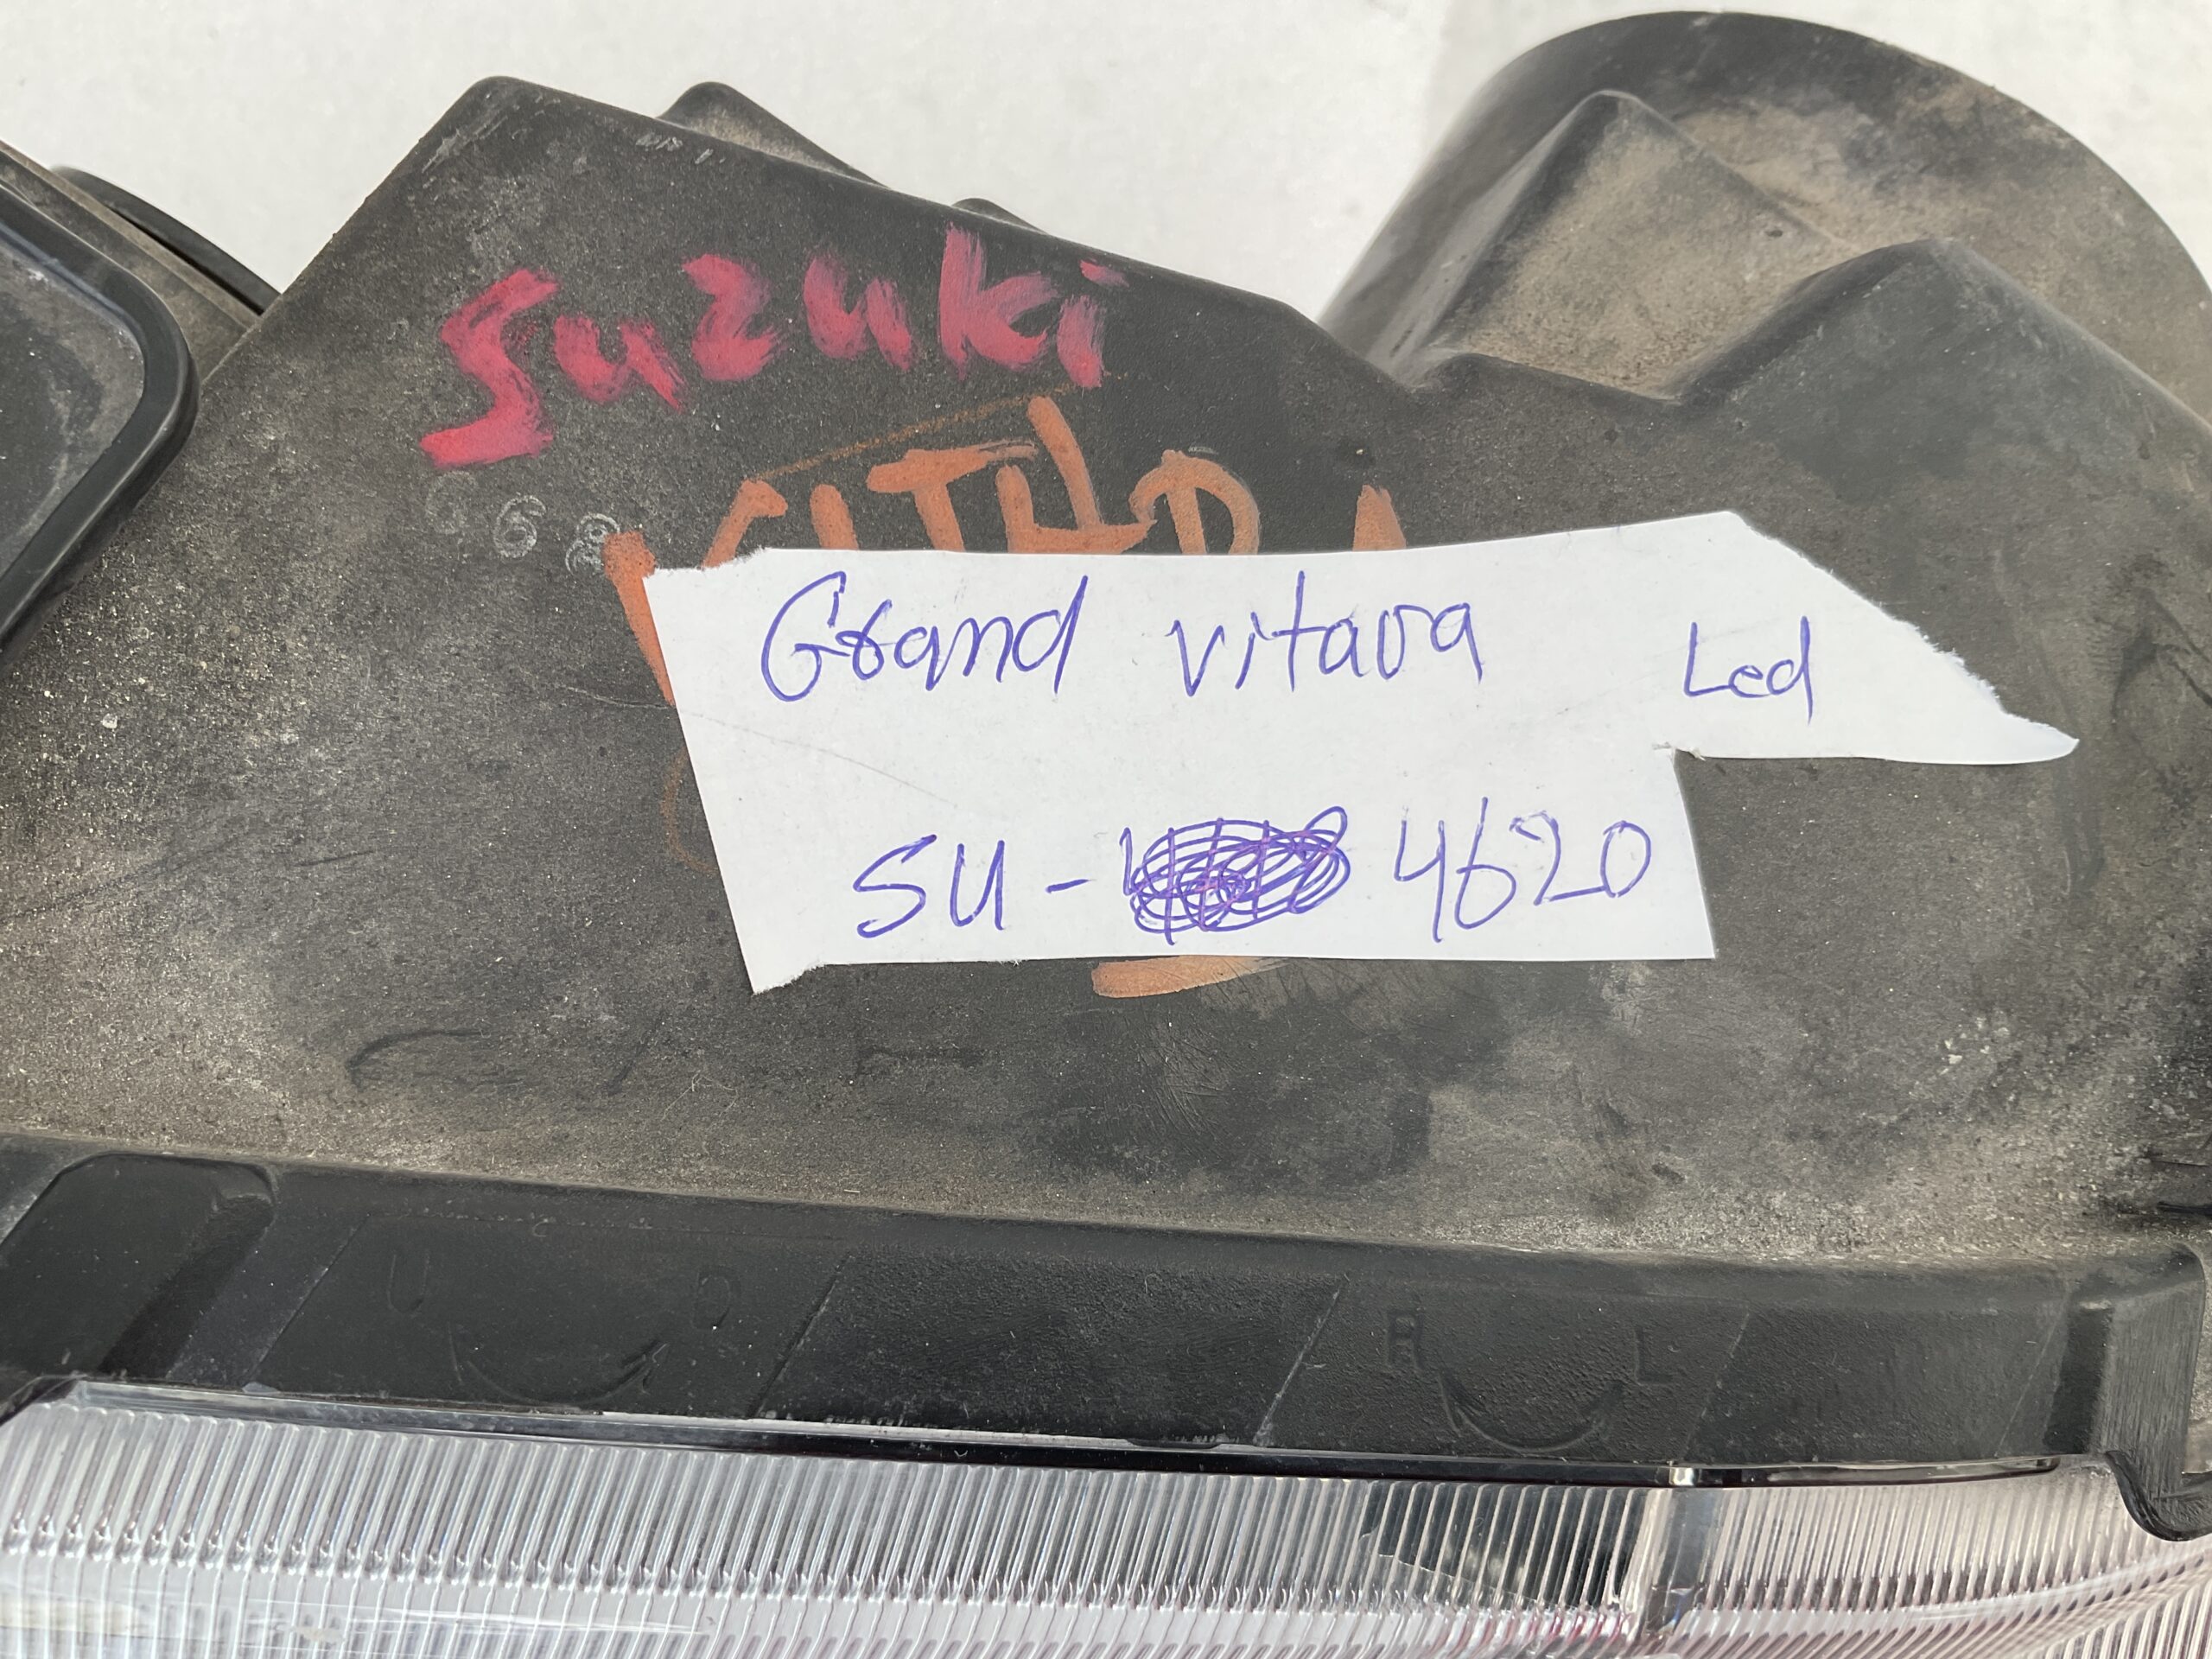 Suzuki
Grand vitara Led
SU - 4620
U D R L